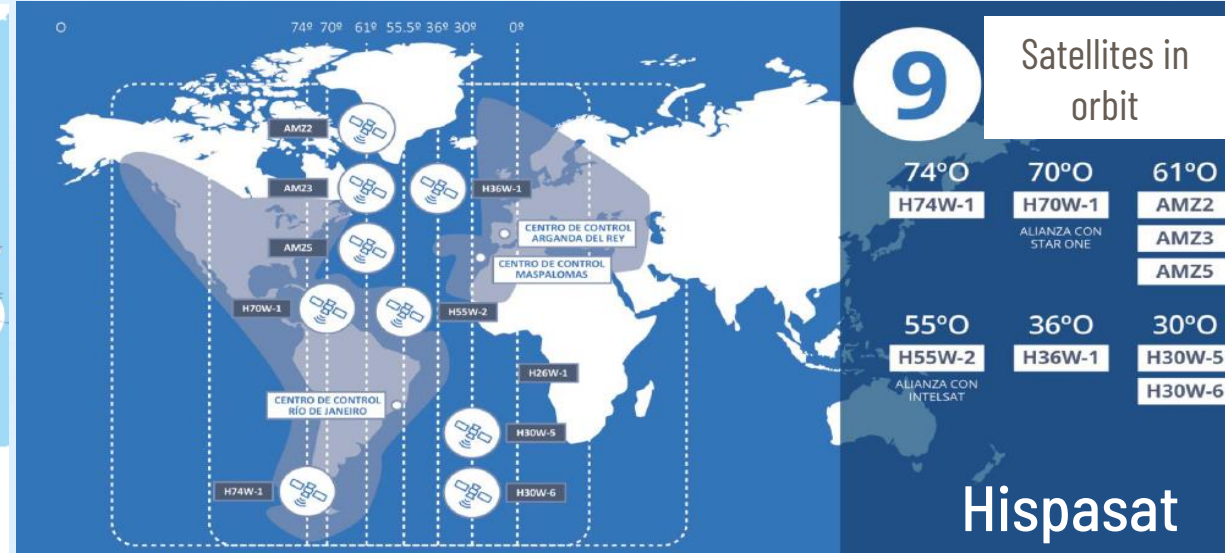 O
74º 70º 61º 55.5º 36º 30º 0º
AMZ2
AMZ3
H36W-1
CENTRO DE CONTROL
ARGANDA DEL REY
AMZ5
CENTRO DE CONTROL
MASPALOMAS
H70W-1
H55W-2
H26W-1
CENTRO DE CONTROL
RÍO DE JANEIRO
H30W-5
H74W-1
H30W-6
9
Satellites in
orbit
74ºO
H74W-1
70ºO
H70W-1
ALIANZA CON
STAR ONE
61ºO
AMZ2
AMZ3
AMZ5
55ºO
H55W-2
ALIANZA CON
INTELSAT
36ºO
H36W-1
30ºO
H30W-5
H30W-6
Hispasat